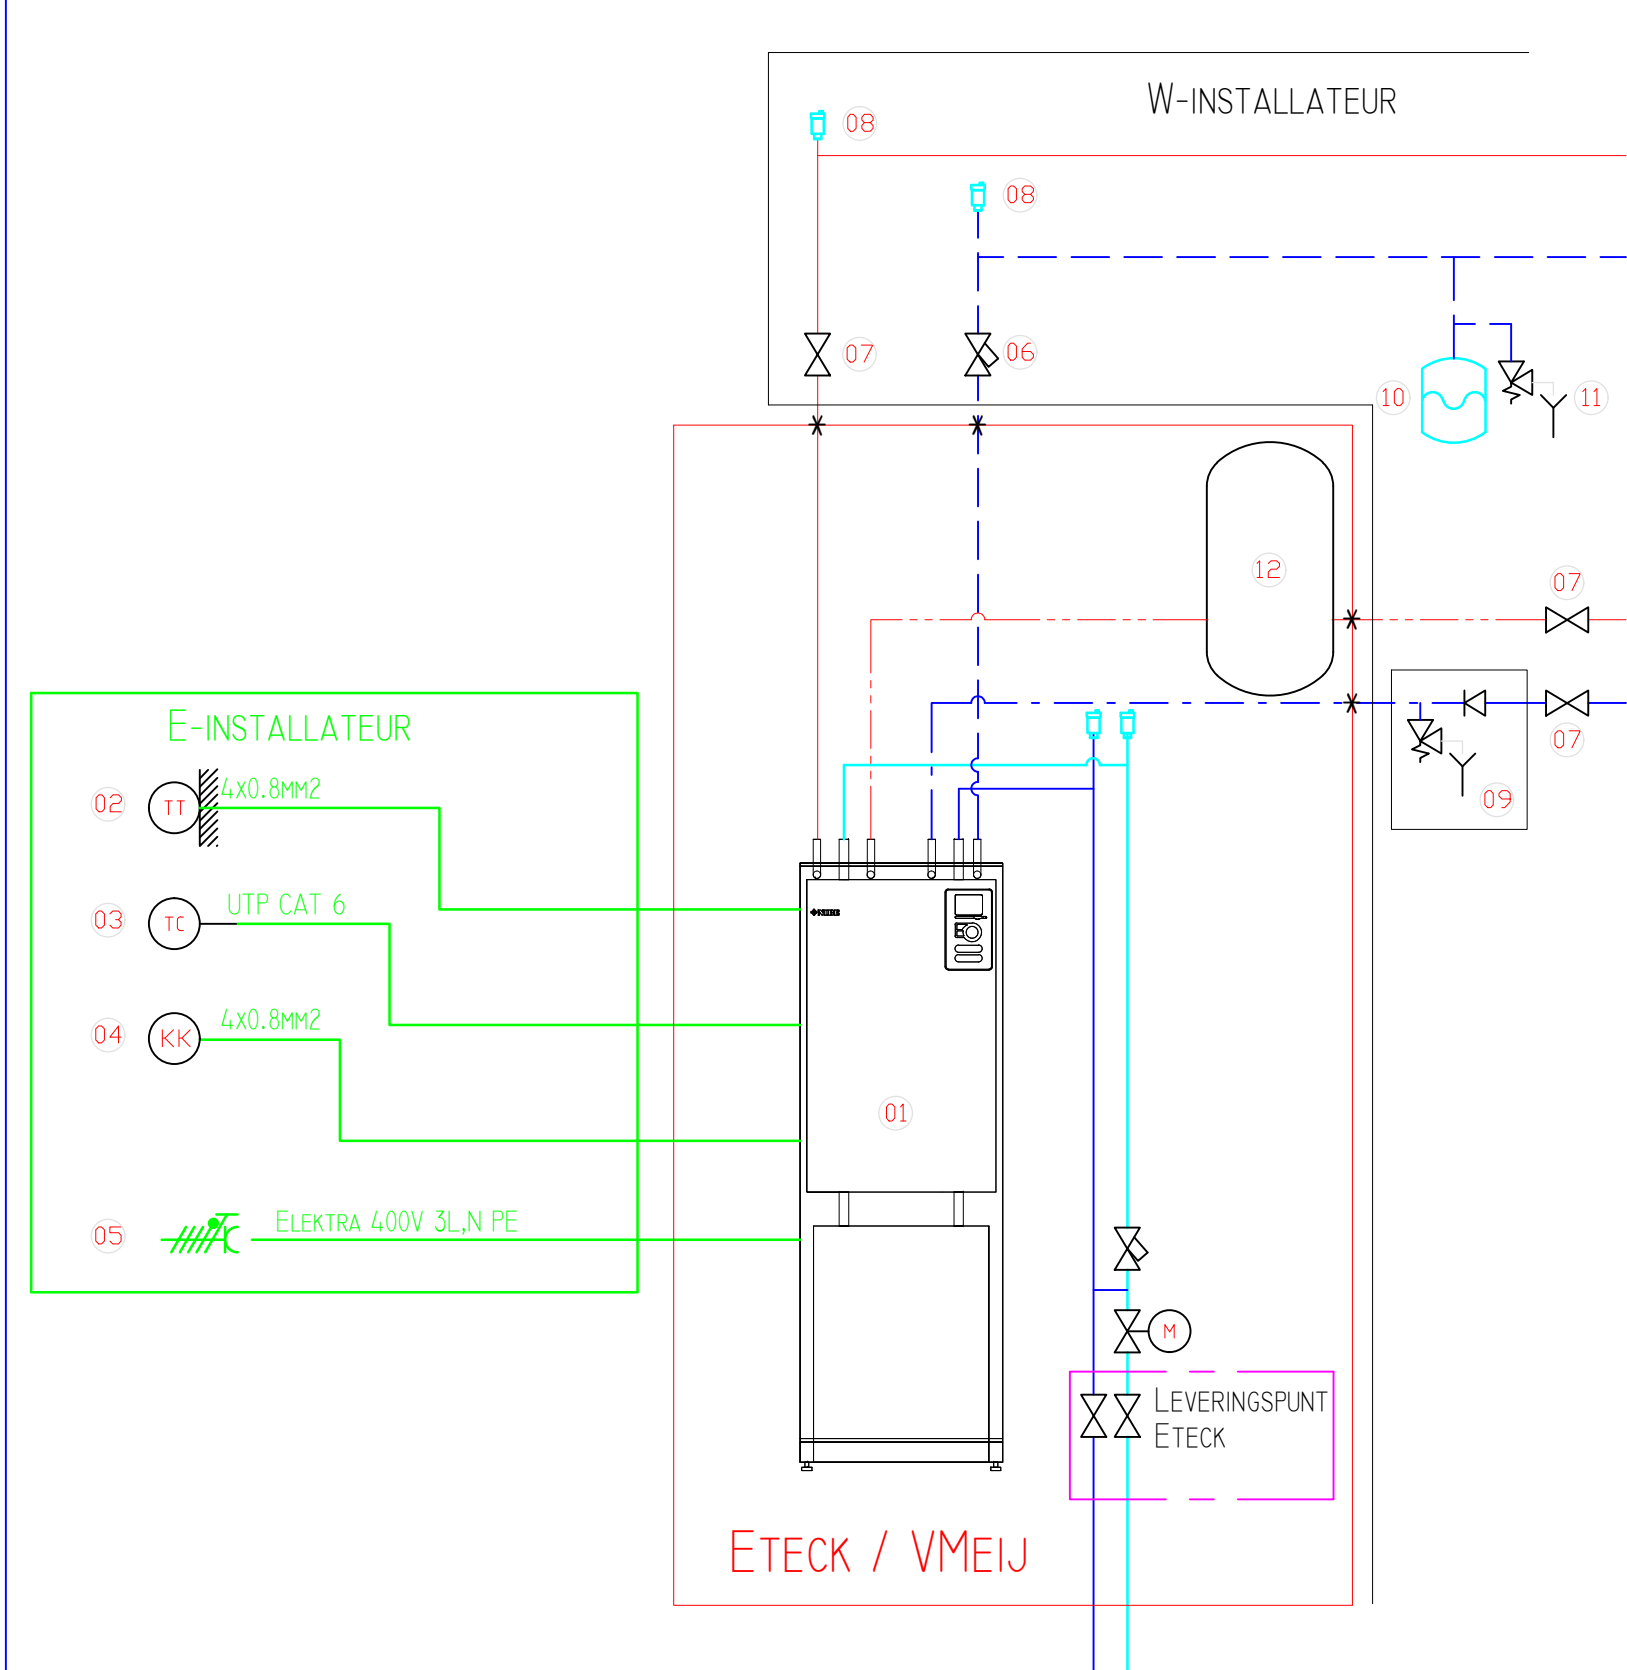 W-INSTALLATEUR
08
08
07
06
10
11
12
07
07
09
E-INSTALLATEUR
02
TT
4X0.8MM2
03
TC
UTP CAT 6
04
KK
4X0.8MM2
05
ELEKTRA 400V 3L,N PE
NIBE
01
M
LEVERINGSPUNT
ETECK
ETECK / VMEIJ